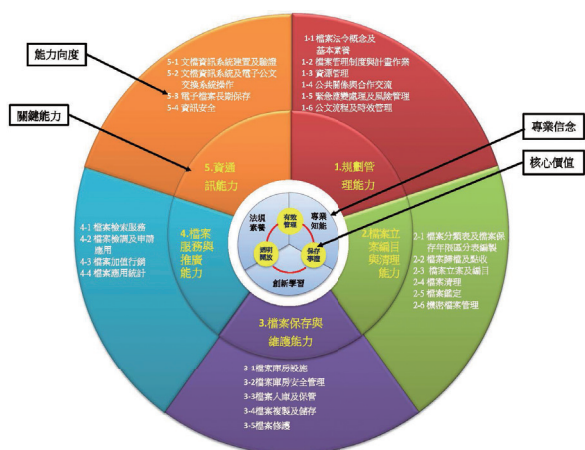 能力向度
關鍵能力
專業信念
核心價值
5-1 文檔資訊系統建置及驗證
5-2 文檔資訊系統及電子公文
交換系統操作
5-3 電子檔案長期保存
5-4 資訊安全
1-1 檔案法令概念及
基本素養
1-2 檔案管理制度與計畫作業
1-3 資源管理
1-4 公共關係與合作交流
1-5 緊急應變處理及風險管理
1-6 公文流程及時效管理
5.資通
訊能力
1.規劃管
理能力
4.檔案
服務與
推廣能
力
2.檔案立
案編目
與清理能
力
3.檔案保存與
維護能力
法規
素養
專業
知能
創新學習
有效
管理
透明
開放
保存
事證
4-1 檔案檢索服務
4-2 檔案檢調及申請
應用
4-3 檔案加值行銷
4-4 檔案應用統計
2-1 檔案分類表及檔案保
存年限區分表編製
2-2 檔案歸檔及點收
2-3 檔案立案及編目
2-4 檔案清理
2-5 檔案鑑定
2-6 機密檔案管理
3-1檔案庫房設施
3-2檔案庫房安全管理
3-3檔案入庫及保管
3-4檔案複製及儲存
3-5檔案修護